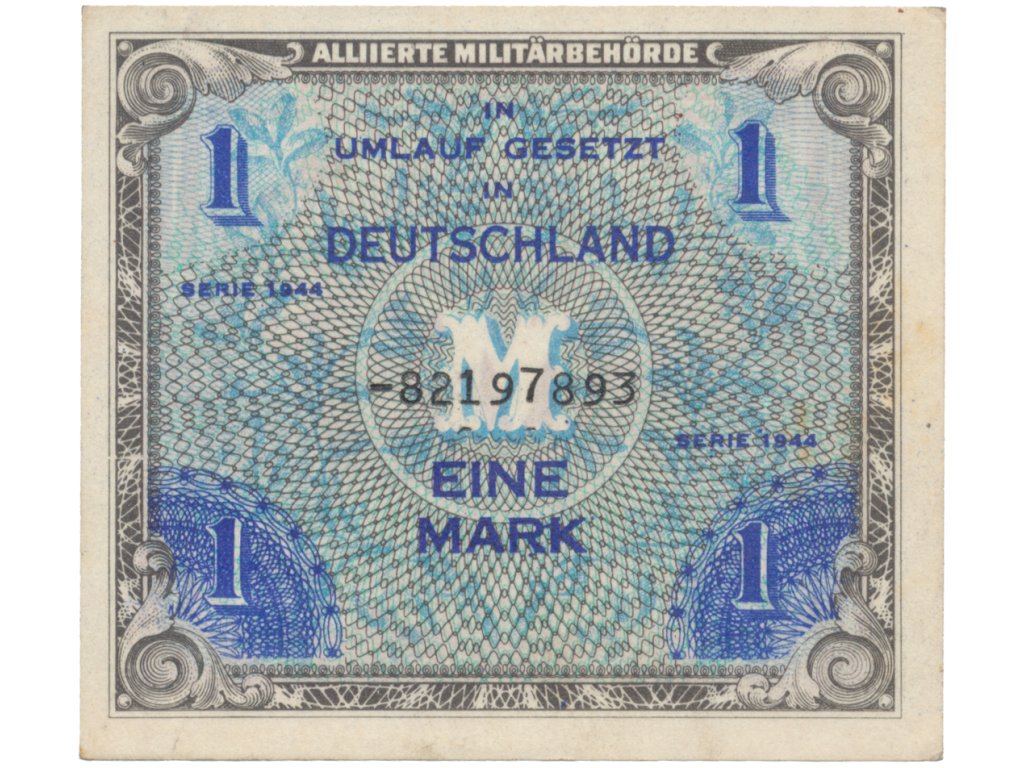 ALLIIERTE MILITÄRBEHÖRDE
IN
UMLAUF GESETZT
IN
DEUTSCHLAND
1
1
SERIE 1944
M
-82197893
SERIE 1944
EINE
MARK
1
1